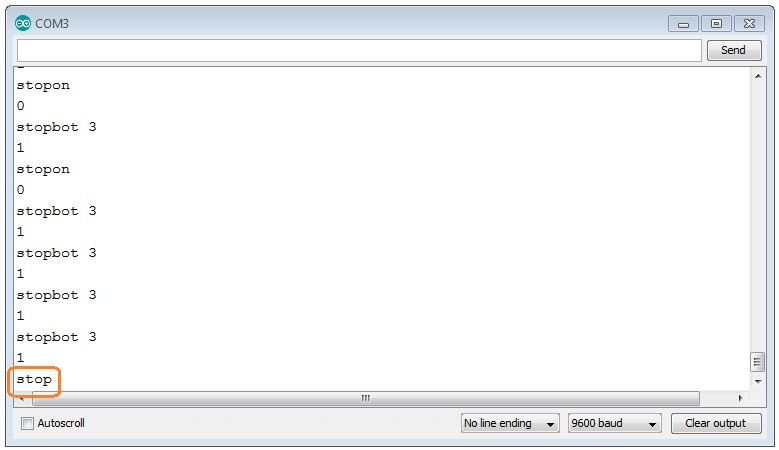 COM3
Send
stopon
0
stopbot 3
1
stopon
0
stopbot 3
1
stopbot 3
1
stopbot 3
1
stopbot 3
1
stop
Autoscroll
No line ending
9600 baud
Clear output